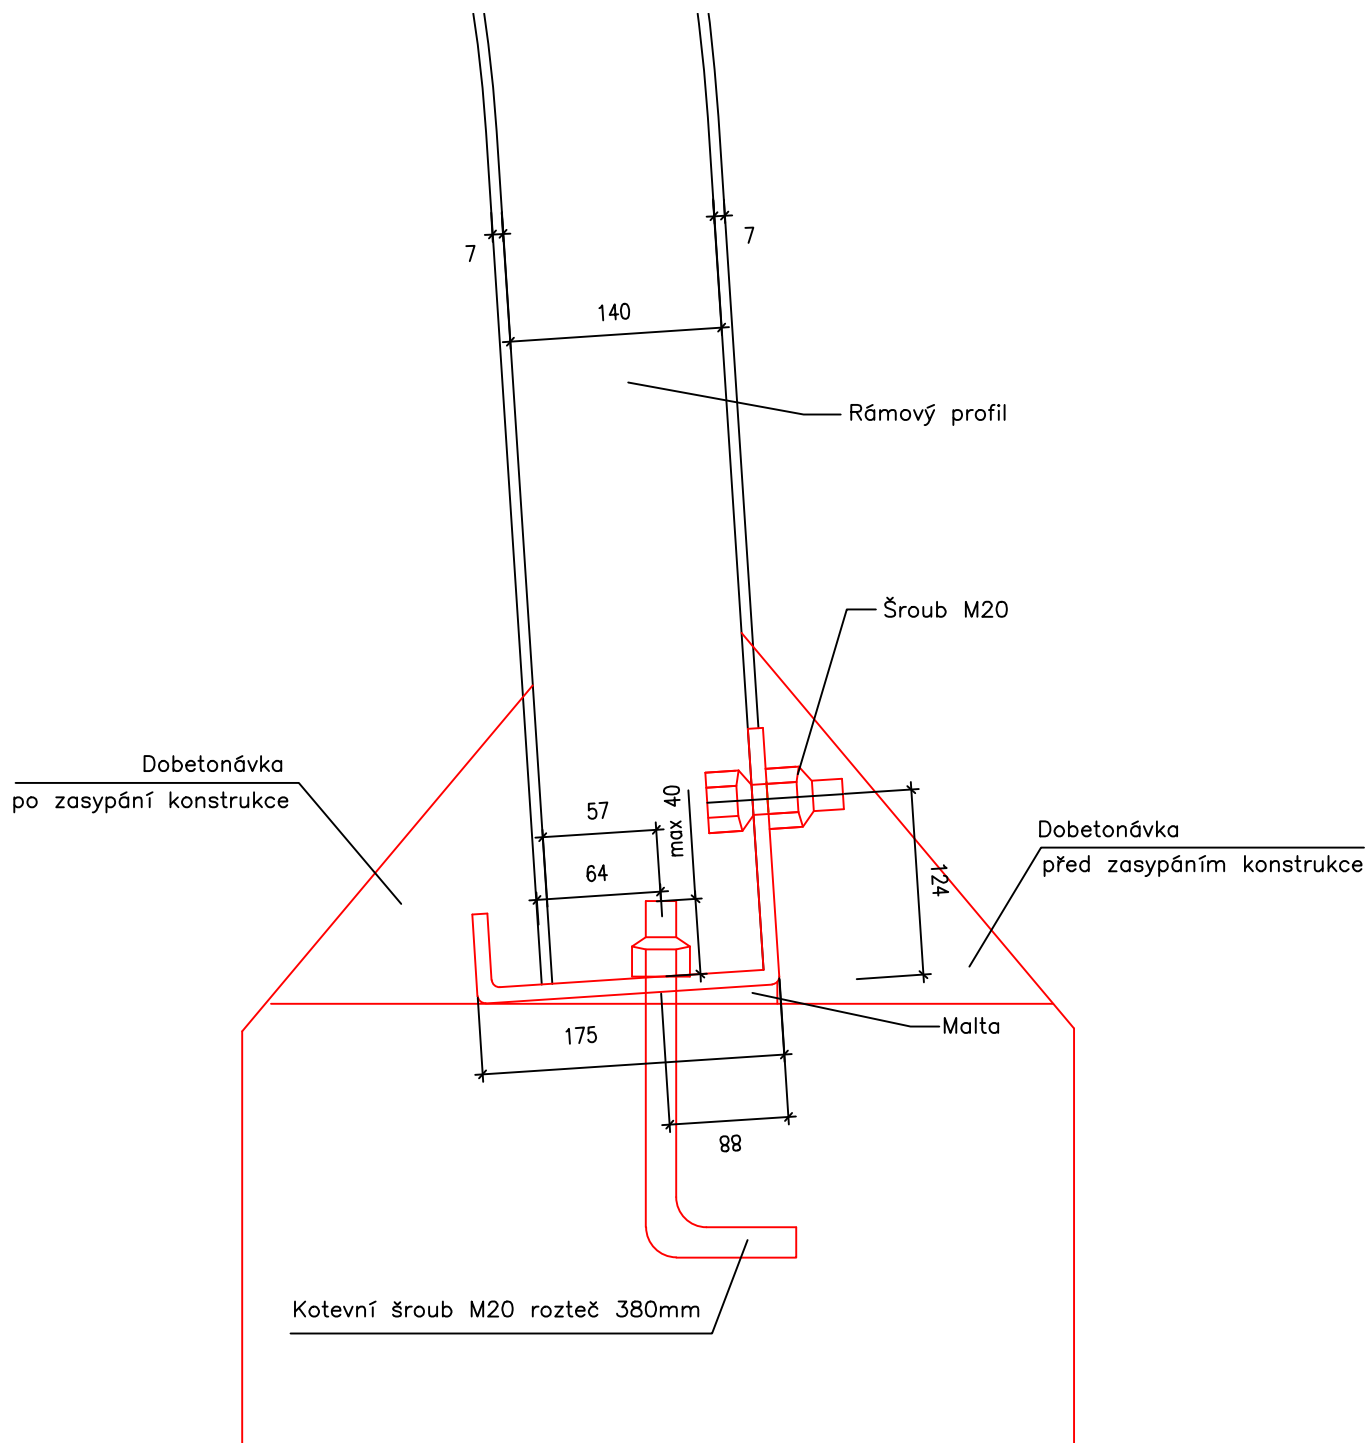 7
7
140
Rámový profil
Šroub M20
Dobetonávka
po zasypání konstrukce
57
max 40
64
124
Dobetonávka
před zasypáním konstrukce
Malta
175
88
Kotevní šroub M20 rozteč 380mm